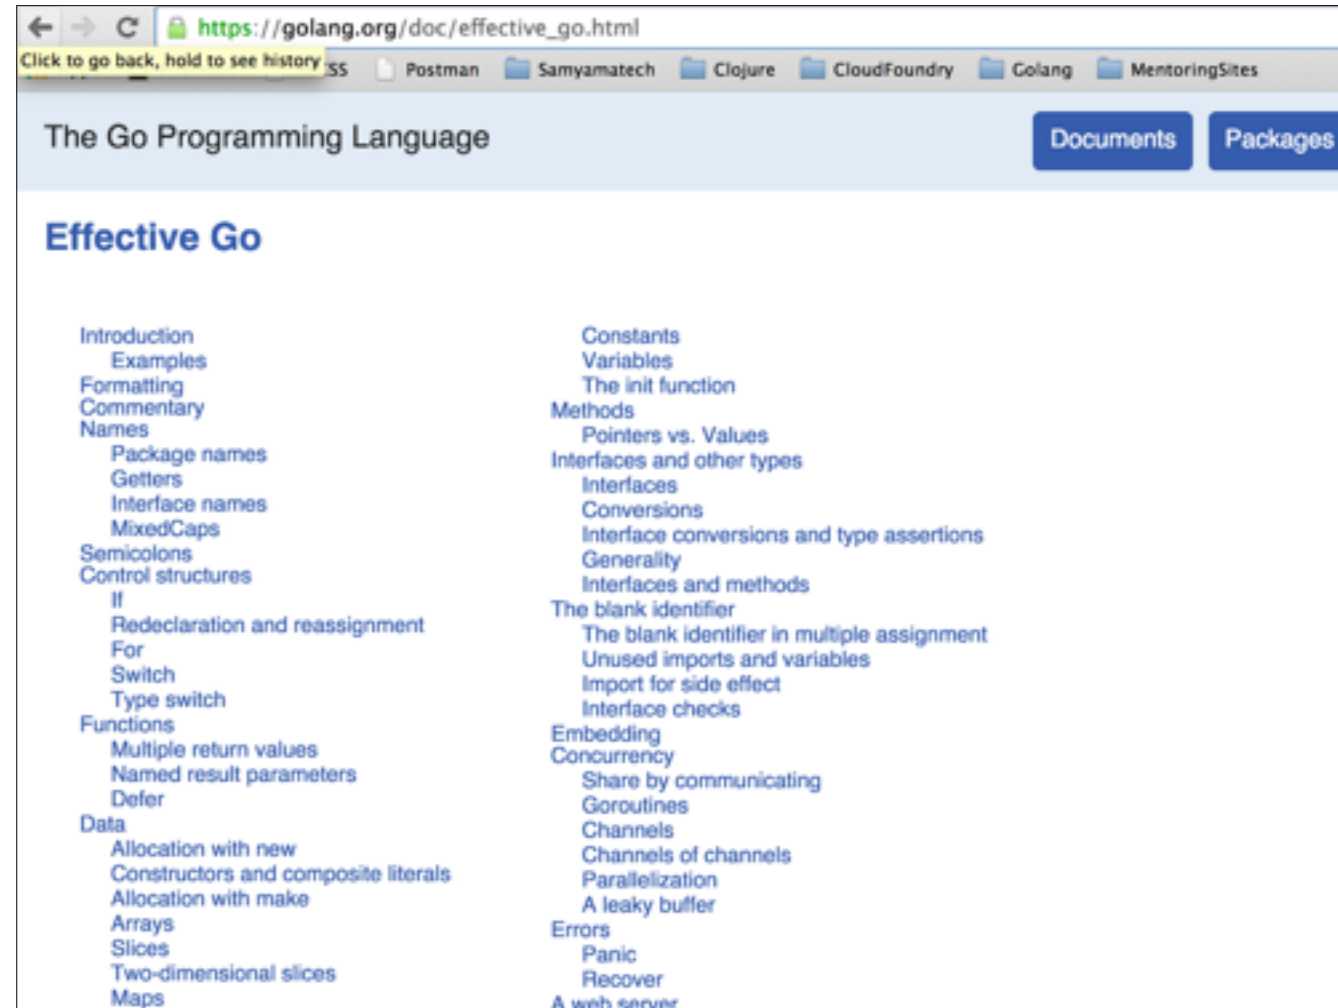 https://golang.org/doc/effective_go.html
Click to go back, hold to see history
SS Postman Samyamatech Clojure CloudFoundry Golang MentoringSites
The Go Programming Language
Documents Packages
Effective Go
Introduction
Examples
Formatting
Commentary
Names
Package names
Getters
Interface names
MixedCaps
Semicolons
Control structures
If
Redeclaration and reassignment
For
Switch
Type switch
Functions
Multiple return values
Named result parameters
Defer
Data
Allocation with new
Constructors and composite literals
Allocation with make
Arrays
Slices
Two-dimensional slices
Maps
Constants
Variables
The init function
Methods
Pointers vs. Values
Interfaces and other types
Interfaces
Conversions
Interface conversions and type assertions
Generality
Interfaces and methods
The blank identifier
The blank identifier in multiple assignment
Unused imports and variables
Import for side effect
Interface checks
Embedding
Concurrency
Share by communicating
Goroutines
Channels
Channels of channels
Parallelization
A leaky buffer
Errors
Panic
Recover
A web server